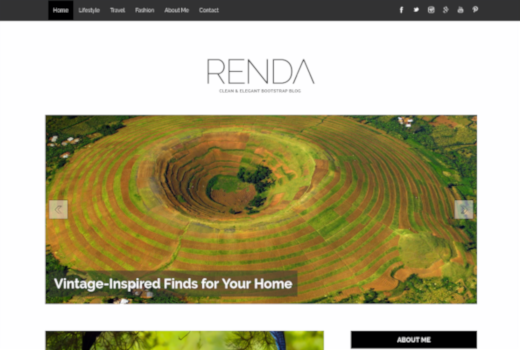 Home Lifestyle Travel Fashion About Me Contact
RENDA
CLEAN & ELEGANT BOOTSTRAP BLOG
Vintage-Inspired Finds for Your Home
ABOUT ME